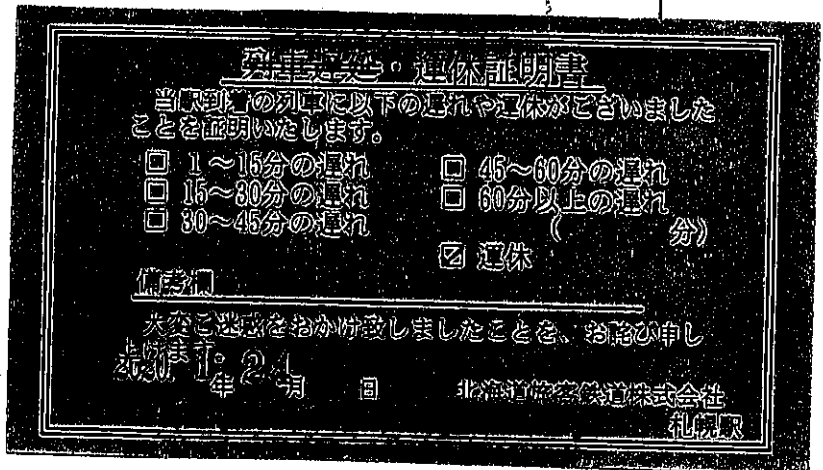 列車遅延・運休証明書
当駅到着の列車に以下の遅れや運休がございました
ことを証明いたします。
□ 1～15分の遅れ
□ 15～30分の遅れ
□ 30～45分の遅れ
□ 45～60分の遅れ
□ 60分以上の遅れ
( 分)
☑ 運休
備考欄
大変ご迷惑をおかけ致しましたことを、お詫び申し
上げます
2020 1. 24
年 月 日 北海道旅客鉄道株式会社
札幌駅